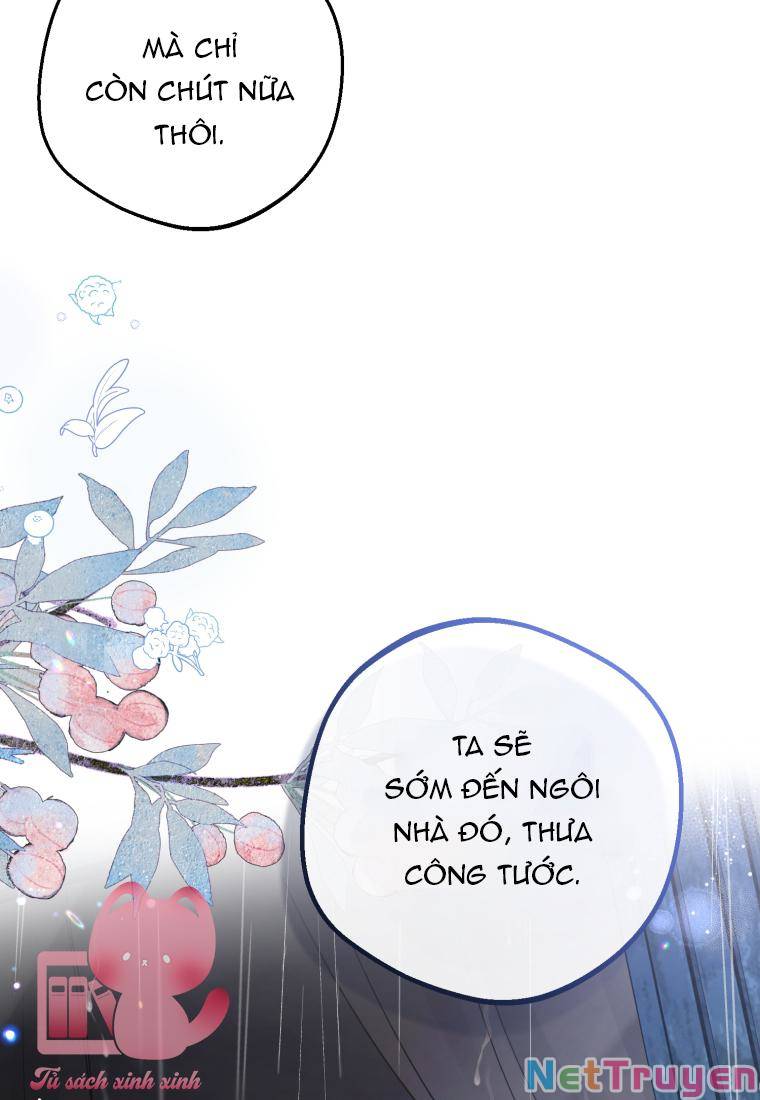 MÀ CHỈ
CÒN CHÚT NỮA
THÔI.
TA SẼ
SỚM ĐẾN NGÔI
NHÀ ĐÓ, THƯA
CÔNG TƯỚC.
Tủ sách xinh xinh
NetTruyen